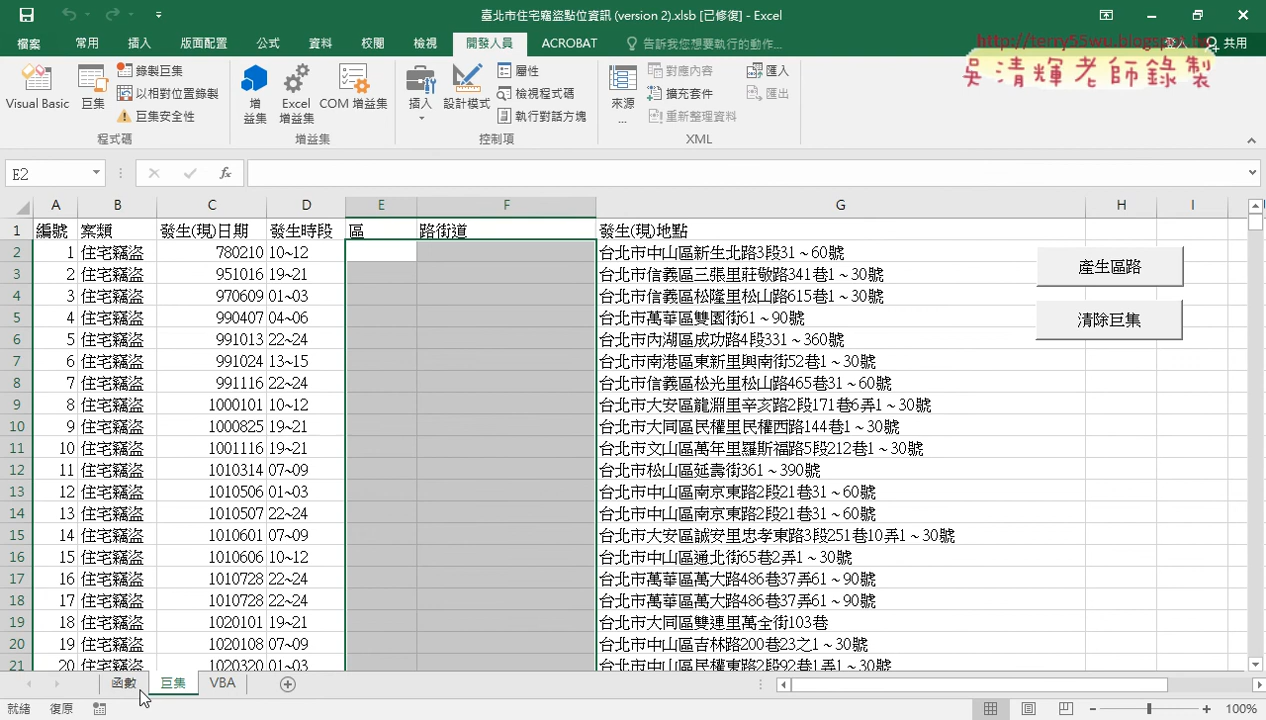 臺北市住宅竊盜點位資訊 (version 2).xlsb [已修復] - Excel
檔案 常用 插入 版面配置 公式 資料 校閱 檢視 開發人員 ACROBAT 告訴我您想要執行的動作... 登入 共用
http://terry55wu.blogspot.tw
吳清輝老師錄製
Visual Basic 巨集 錄製巨集 以相對位置錄製 巨集安全性
增益集 Excel 增益集 COM 增益集
插入 設計模式 屬性 檢視程式碼 執行對話方塊
來源... 對應內容 擴充套件 重新整理資料 匯入 匯出
程式碼 增益集 控制項 XML
E2 fx
A B C D E F G H I
1 編號 案類 發生(現)日期 發生時段 區 路街道 發生(現)地點
2 1 住宅竊盜 780210 10~12 台北市中山區新生北路3段31～60號
產生區路
3 2 住宅竊盜 951016 19~21 台北市信義區三張里莊敬路341巷1～30號
4 3 住宅竊盜 970609 01~03 台北市信義區松隆里松山路615巷1～30號
清除巨集
5 4 住宅竊盜 990407 04~06 台北市萬華區雙園街61～90號
6 5 住宅竊盜 991013 22~24 台北市內湖區成功路4段331～360號
7 6 住宅竊盜 991024 13~15 台北市南港區東新里興南街52巷1～30號
8 7 住宅竊盜 991116 22~24 台北市信義區松光里松山路465巷31～60號
9 8 住宅竊盜 1000101 10~12 台北市大安區龍淵里辛亥路2段171巷6弄1～30號
10 9 住宅竊盜 1000825 19~21 台北市大同區民權里民權西路144巷1～30號
11 10 住宅竊盜 1001116 19~21 台北市文山區萬年里羅斯福路5段212巷1～30號
12 11 住宅竊盜 1010314 07~09 台北市松山區延壽街361～390號
13 12 住宅竊盜 1010506 01~03 台北市中山區南京東路2段21巷31～60號
14 13 住宅竊盜 1010507 22~24 台北市中山區南京東路2段21巷31～60號
15 14 住宅竊盜 1010601 07~09 台北市大安區誠安里忠孝東路3段251巷10弄1～30號
16 15 住宅竊盜 1010606 10~12 台北市中山區通北街65巷2弄1～30號
17 16 住宅竊盜 1010728 22~24 台北市萬華區萬大路486巷37弄61～90號
18 17 住宅竊盜 1010728 22~24 台北市萬華區萬大路486巷37弄61～90號
19 18 住宅竊盜 1020101 19~21 台北市大同區雙連里萬全街103巷
20 19 住宅竊盜 1020108 07~09 台北市中山區吉林路200巷23之1～30號
21 20 住宅竊盜 1020320 01~03 台北市中山區民權東路2段92巷1弄1～30號
函數 巨集 VBA
就緒 復原 100%